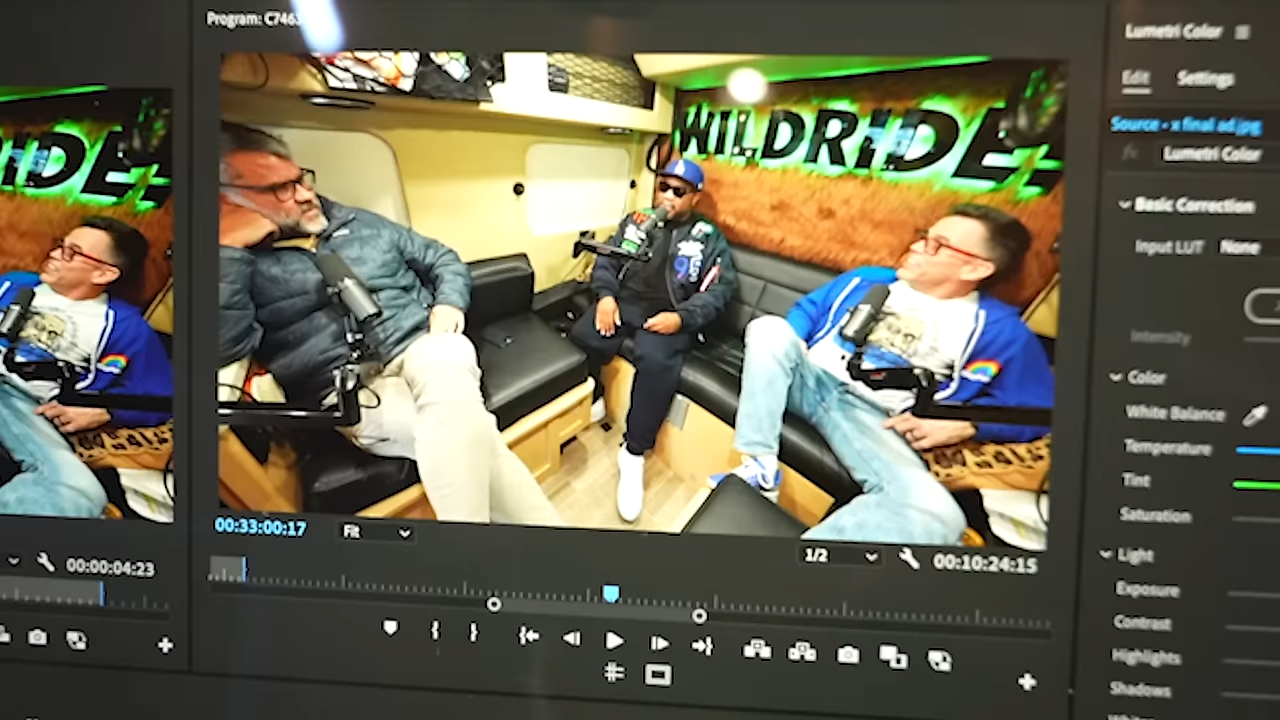 Program: C746
Lumetri Color
Edit Settings
Source - x final ad.jpg
fx Lumetri Color
Basic Correction
Input LUT None
Intensity
Color
White Balance
Temperature
Tint
Saturation
Light
Exposure
Contrast
Highlights
Shadows
WILDRIDE
IDE
00:33:00:17
Fit
1/2
00:10:24:15
00:00:04:23